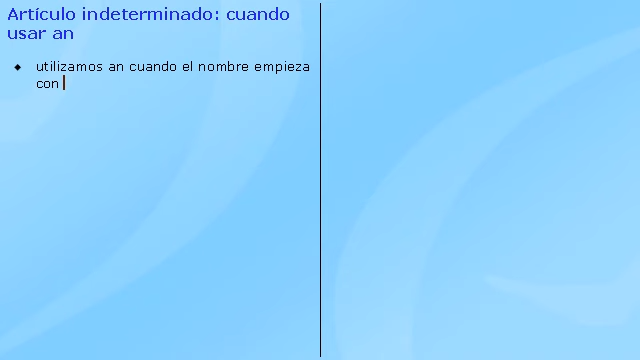 Artículo indeterminado: cuando
usar an
utilizamos an cuando el nombre empieza
con